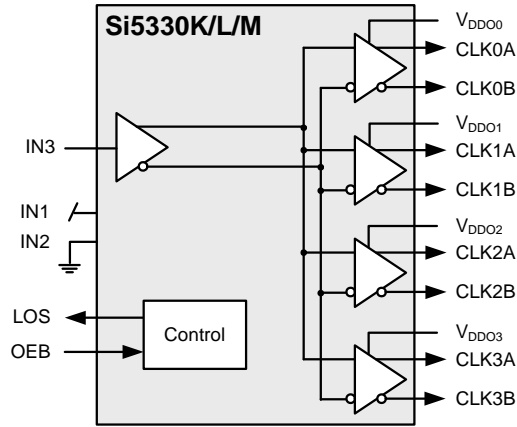 Si5330K/L/M
VDDO0
CLK0A
CLK0B
IN3
VDDO1
CLK1A
CLK1B
IN1
IN2
VDDO2
CLK2A
CLK2B
LOS
OEB
Control
VDDO3
CLK3A
CLK3B